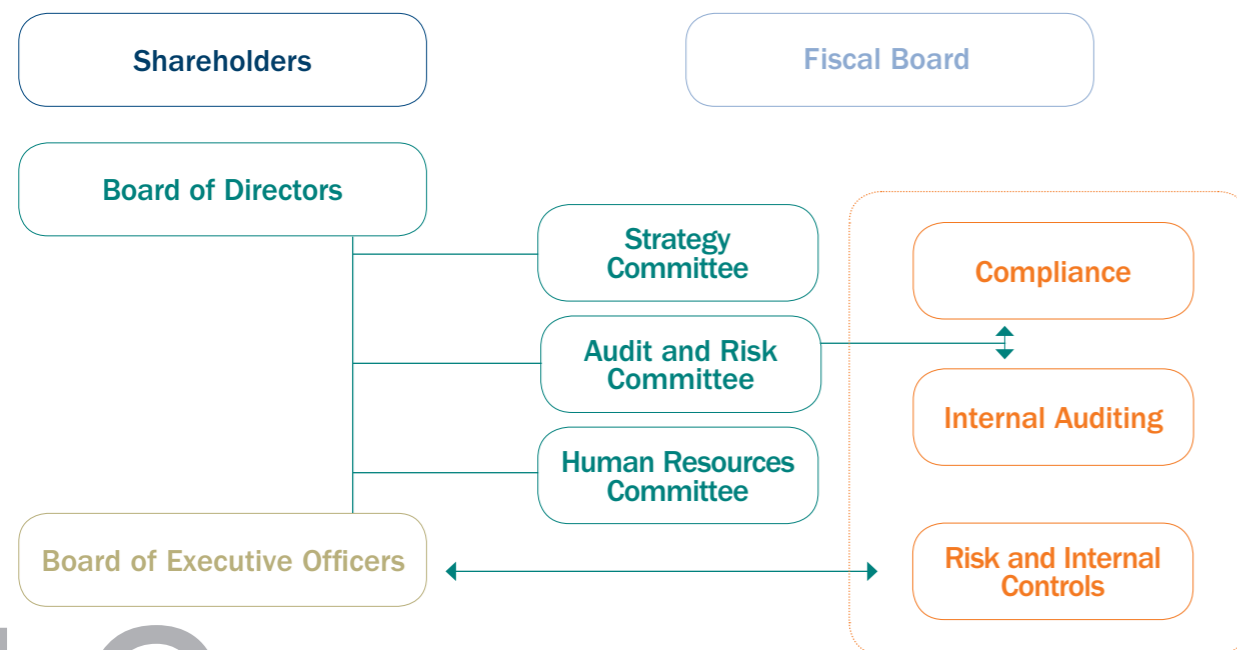 Shareholders
Fiscal Board
Board of Directors
Strategy
Committee
Compliance
Audit and Risk
Committee
Internal Auditing
Human Resources
Committee
Board of Executive Officers
Risk and Internal
Controls